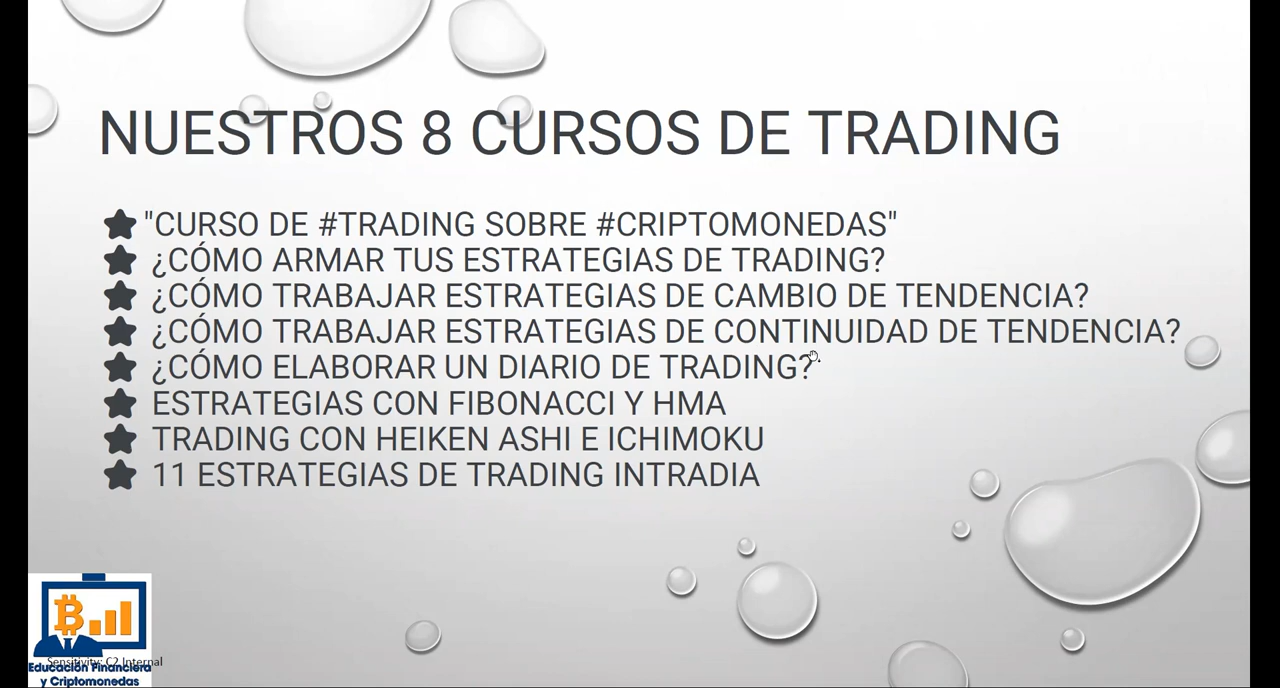 NUESTROS 8 CURSOS DE TRADING
"CURSO DE #TRADING SOBRE #CRIPTOMONEDAS"
¿CÓMO ARMAR TUS ESTRATEGIAS DE TRADING?
¿CÓMO TRABAJAR ESTRATEGIAS DE CAMBIO DE TENDENCIA?
¿CÓMO TRABAJAR ESTRATEGIAS DE CONTINUIDAD DE TENDENCIA?
¿CÓMO ELABORAR UN DIARIO DE TRADING?
ESTRATEGIAS CON FIBONACCI Y HMA
TRADING CON HEIKEN ASHI E ICHIMOKU
11 ESTRATEGIAS DE TRADING INTRADIA
Sensitivity: C2 Internal
Educación Financiera
y Criptomonedas